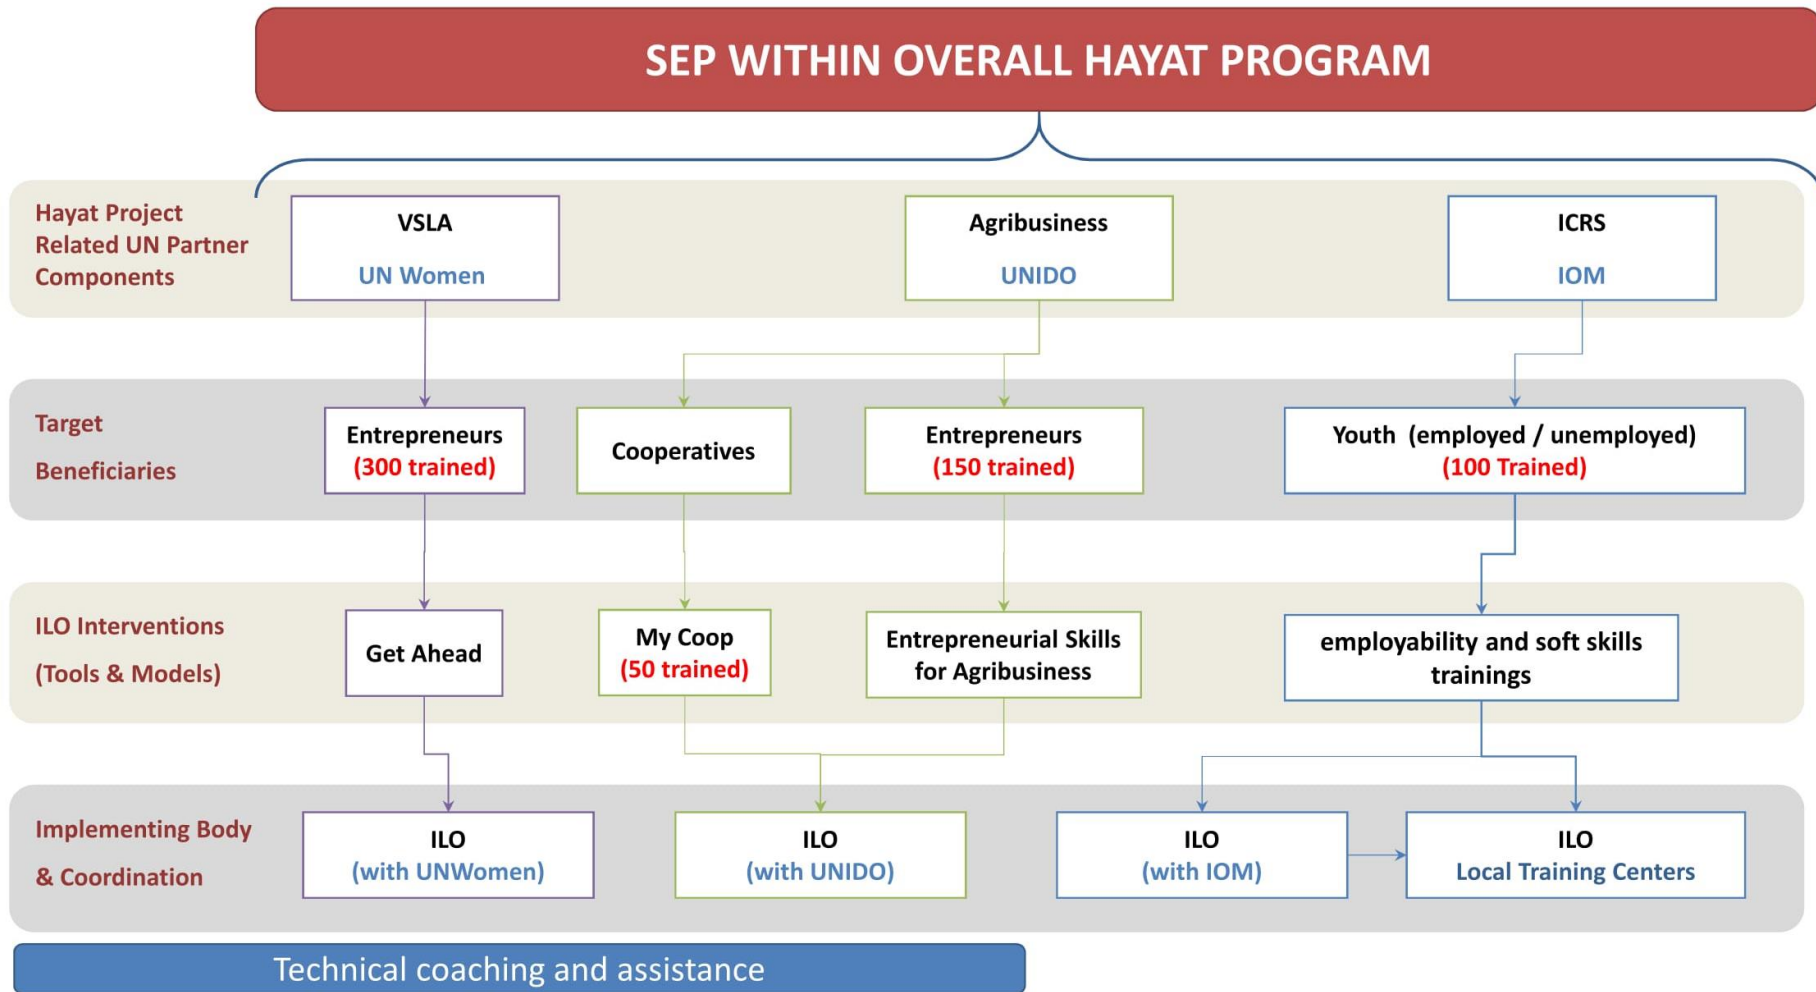 SEP WITHIN OVERALL HAYAT PROGRAM
Hayat Project
Related UN Partner
Components
VSLA
UN Women
Agribusiness
UNIDO
ICRS
IOM
Target
Beneficiaries
Entrepreneurs
(300 trained)
Cooperatives
Entrepreneurs
(150 trained)
Youth (employed / unemployed)
(100 Trained)
ILO Interventions
(Tools & Models)
Get Ahead
My Coop
(50 trained)
Entrepreneurial Skills
for Agribusiness
employability and soft skills
trainings
Implementing Body
& Coordination
ILO
(with UNWomen)
ILO
(with UNIDO)
ILO
(with IOM)
ILO
Local Training Centers
Technical coaching and assistance